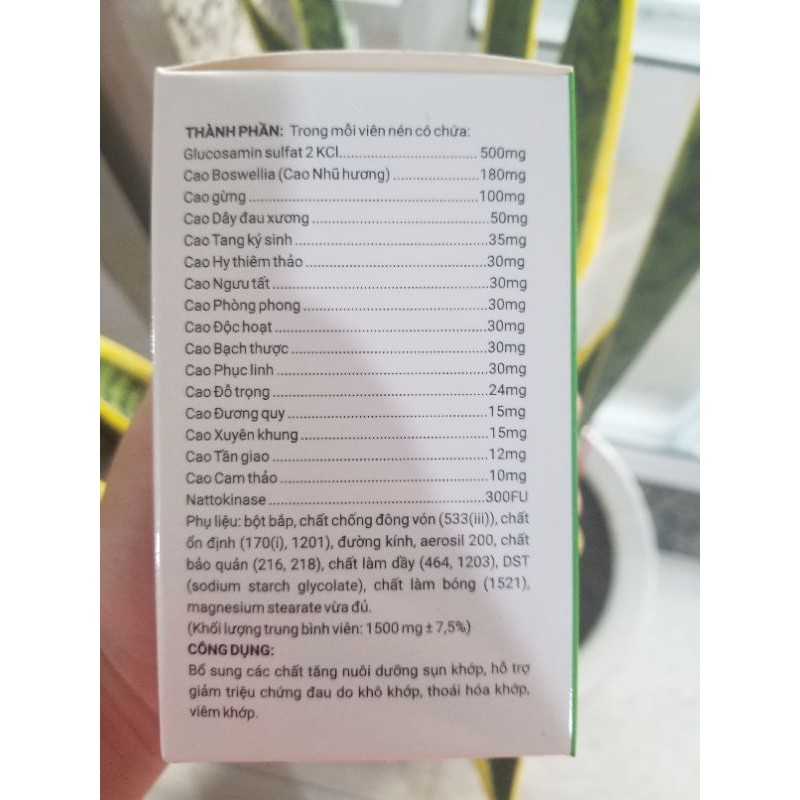 THÀNH PHẦN: Trong mỗi viên nén có chứa:
Glucosamin sulfat 2 KCl................................ 500mg
Cao Boswellia (Cao Nhũ hương) ................... 180mg
Cao gừng ....................................................... 100mg
Cao Dây đau xương ......................................... 50mg
Cao Tang ký sinh ............................................. 35mg
Cao Hy thiêm thảo .......................................... 30mg
Cao Ngưu tất .................................................. 30mg
Cao Phòng phong ............................................ 30mg
Cao Độc hoạt .................................................. 30mg
Cao Bạch thược .............................................. 30mg
Cao Phục linh ................................................. 30mg
Cao Đỗ trọng .................................................. 24mg
Cao Đương quy ............................................... 15mg
Cao Xuyên khung ............................................ 15mg
Cao Tần giao .................................................. 12mg
Cao Cam thảo ................................................. 10mg
Nattokinase .................................................... 300FU
Phụ liệu: bột bắp, chất chống đông vón (533(iii)), chất
ổn định (170(i), 1201), đường kính, aerosil 200, chất
bảo quản (216, 218), chất làm dầy (464, 1203), DST
(sodium starch glycolate), chất làm bóng (1521),
magnesium stearate vừa đủ.
(Khối lượng trung bình viên: 1500 mg ± 7,5%)
CÔNG DỤNG:
Bổ sung các chất tăng nuôi dưỡng sụn khớp, hỗ trợ
giảm triệu chứng đau do khô khớp, thoái hóa khớp,
viêm khớp.